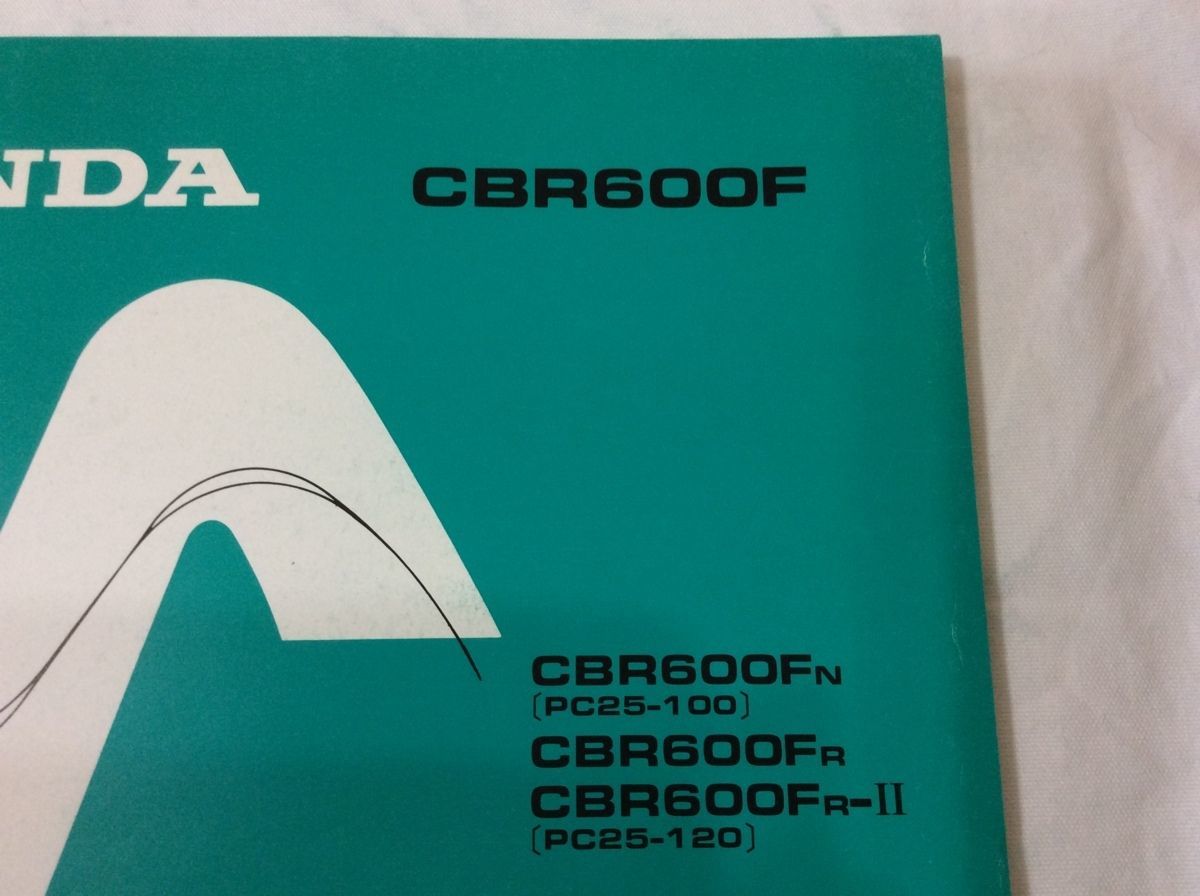 NDA
CBR600F
CBR600FN
[PC25-100]
CBR600FR
CBR600FR-II
[PC25-120]